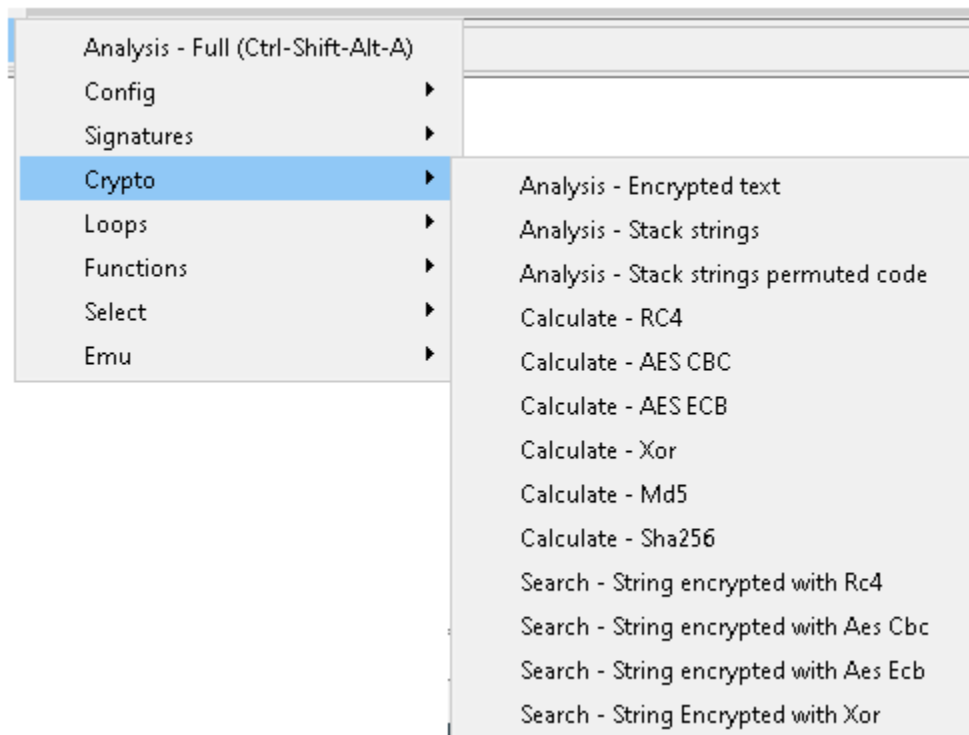 Analysis - Full (Ctrl-Shift-Alt-A)
Config
Signatures
Crypto
Loops
Functions
Select
Emu
Analysis - Encrypted text
Analysis - Stack strings
Analysis - Stack strings permuted code
Calculate - RC4
Calculate - AES CBC
Calculate - AES ECB
Calculate - Xor
Calculate - Md5
Calculate - Sha256
Search - String encrypted with Rc4
Search - String encrypted with Aes Cbc
Search - String encrypted with Aes Ecb
Search - String Encrypted with Xor